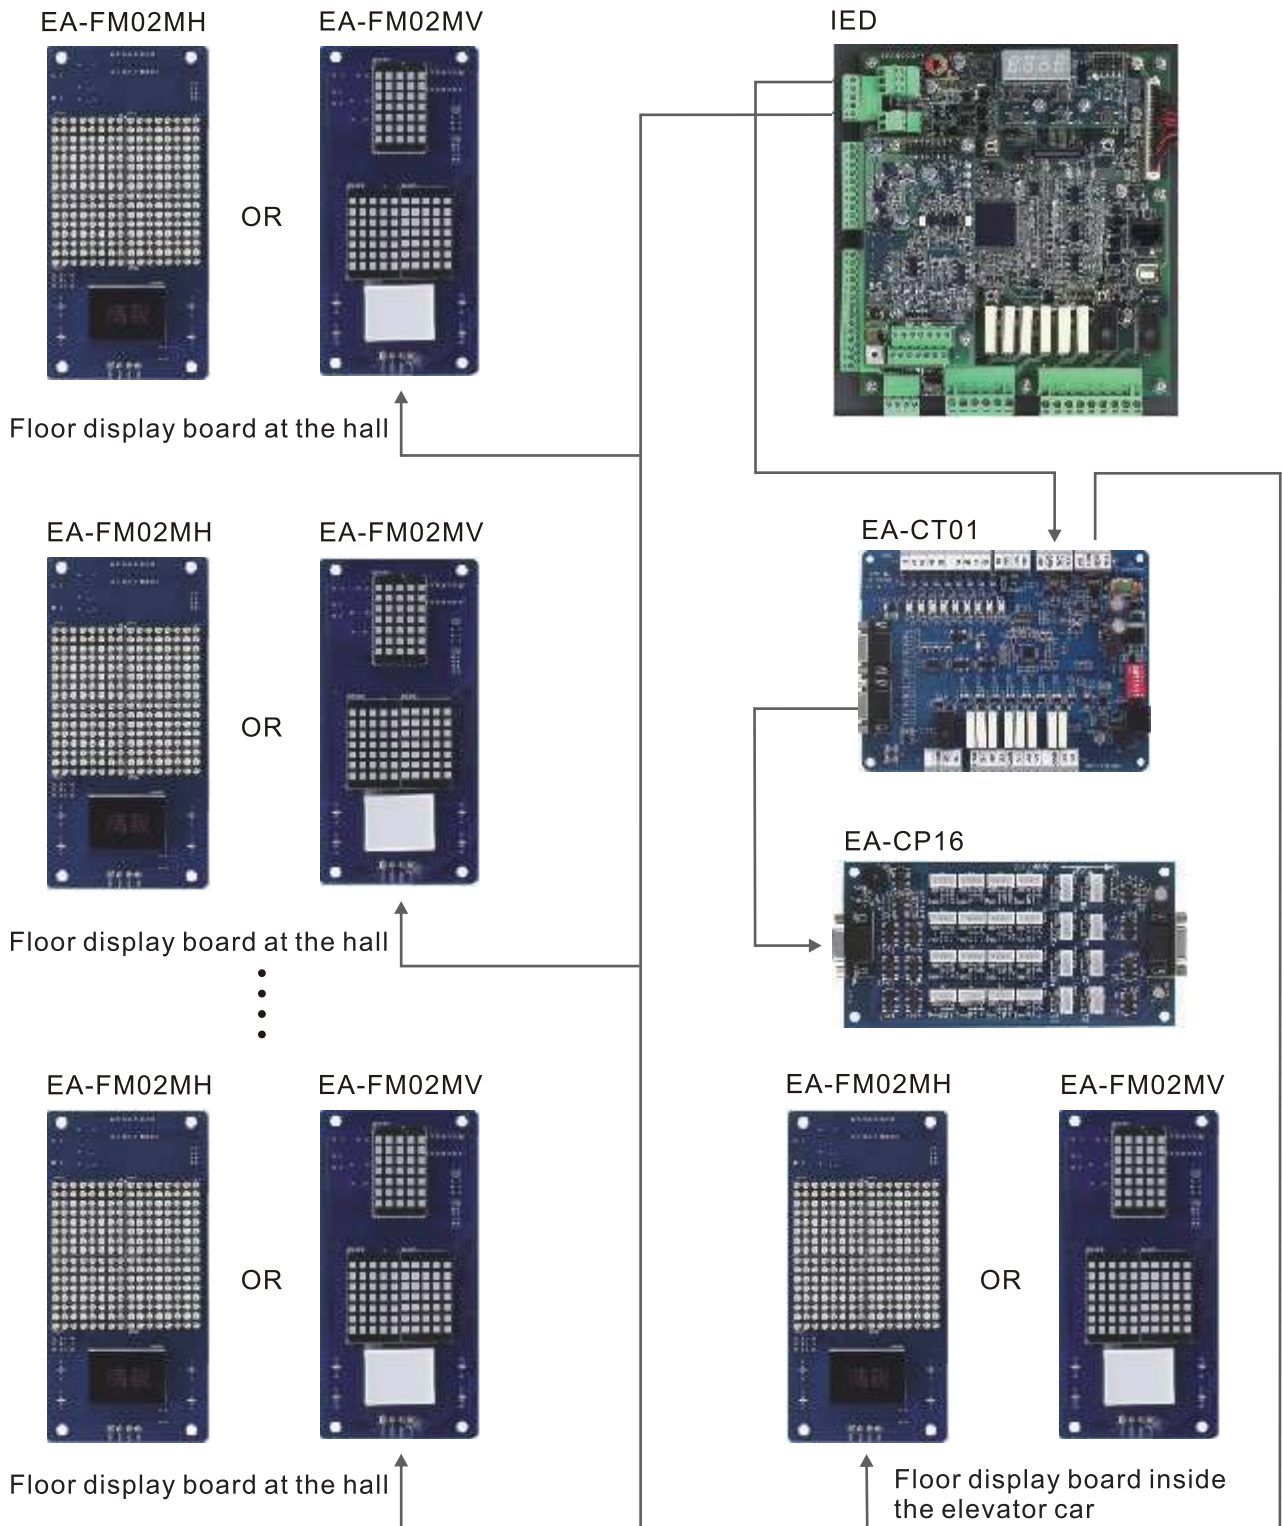 EA-FM02MH
EA-FM02MV
IED
OR
Floor display board at the hall
EA-FM02MH
EA-FM02MV
EA-CT01
OR
EA-CP16
Floor display board at the hall
EA-FM02MH
EA-FM02MV
EA-FM02MH
EA-FM02MV
OR
OR
Floor display board at the hall
Floor display board inside
the elevator car